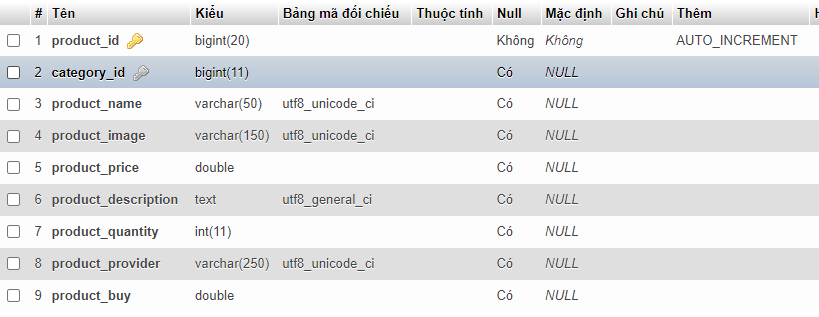 # Tên Kiểu Bảng mã đối chiếu Thuộc tính Null Mặc định Ghi chú Thêm
1 product_id bigint(20) Không Không AUTO_INCREMENT
2 category_id bigint(11) Có NULL
3 product_name varchar(50) utf8_unicode_ci Có NULL
4 product_image varchar(150) utf8_unicode_ci Có NULL
5 product_price double Có NULL
6 product_description text utf8_general_ci Có NULL
7 product_quantity int(11) Có NULL
8 product_provider varchar(250) utf8_unicode_ci Có NULL
9 product_buy double Có NULL